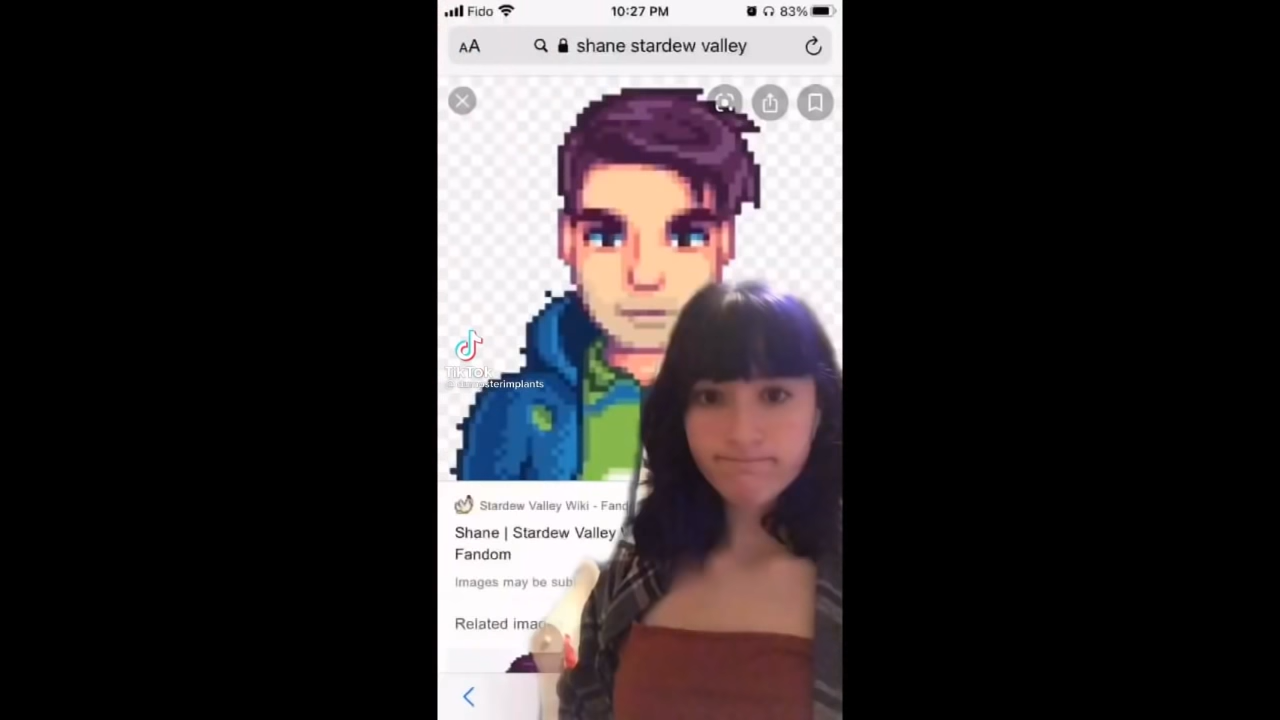 Fido 10:27 PM 83%
AA shane stardew valley
TikTok
Stardew Valley Wiki - Fand
Shane | Stardew Valley
Fandom
Images may be sub
Related imag